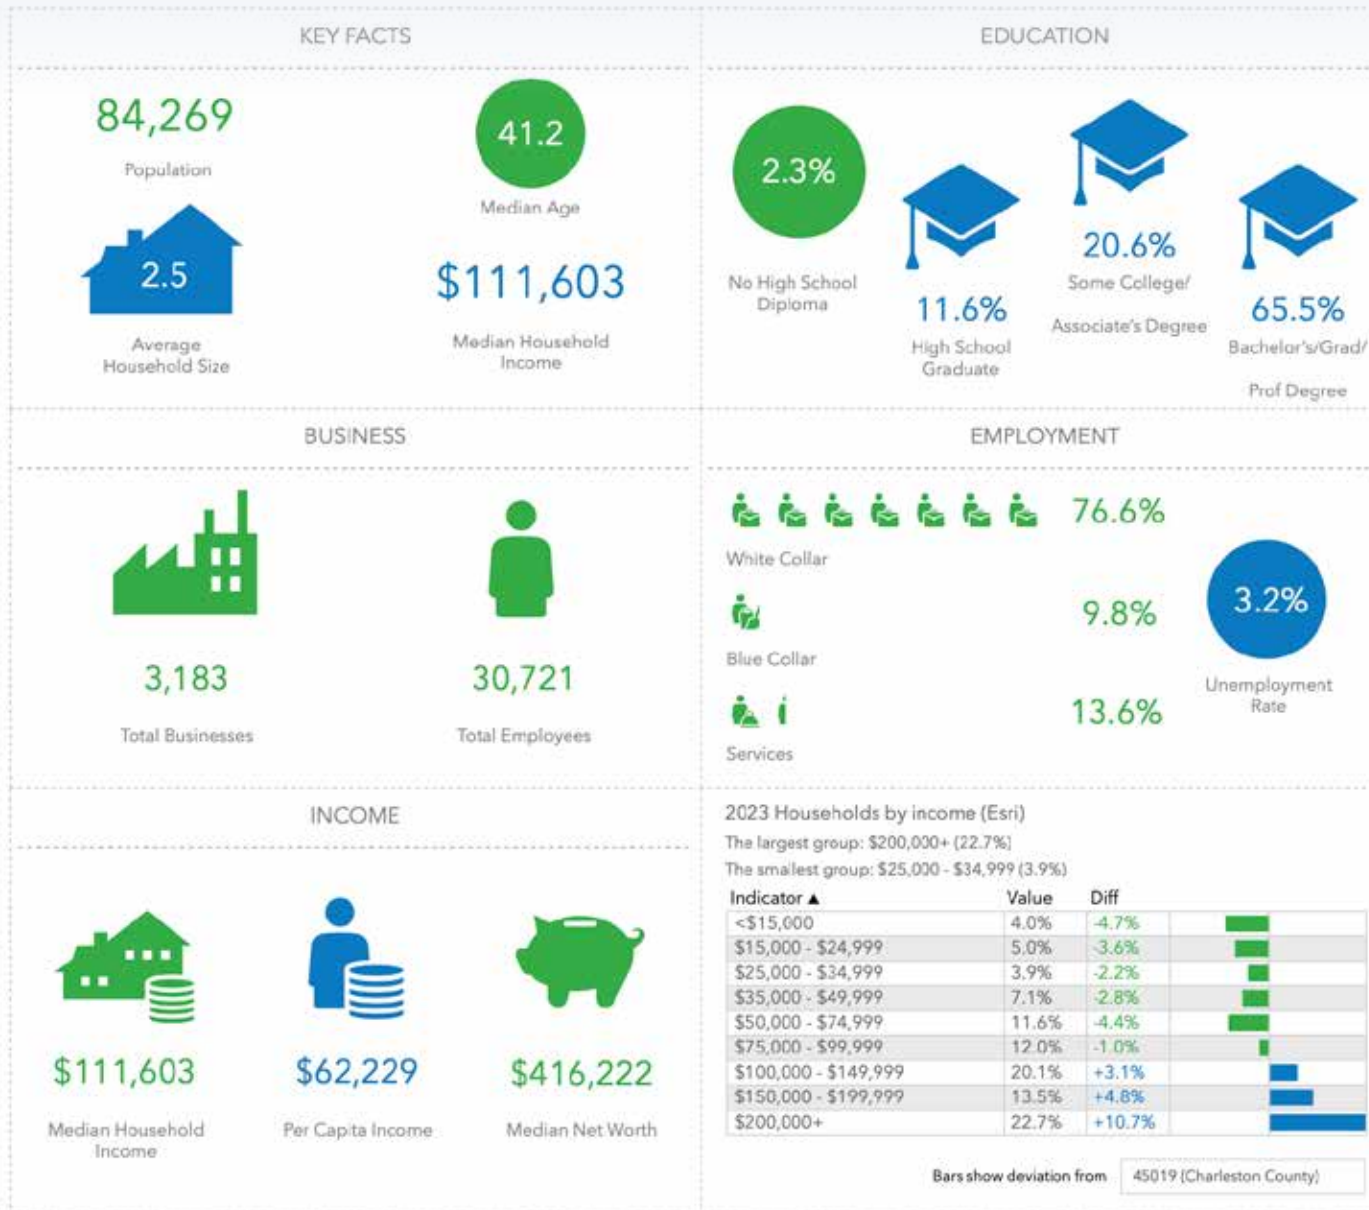 KEY FACTS
84,269
Population
41.2
Median Age
2.5
Average
Household Size
$111,603
Median Household
Income
EDUCATION
2.3%
No High School
Diploma
11.6%
High School
Graduate
20.6%
Some College/
Associate's Degree
65.5%
Bachelor's/Grad/
Prof Degree
BUSINESS
3,183
Total Businesses
30,721
Total Employees
EMPLOYMENT
76.6%
White Collar
9.8%
Blue Collar
13.6%
Services
3.2%
Unemployment
Rate
INCOME
$111,603
Median Household
Income
$62,229
Per Capita Income
$416,222
Median Net Worth
2023 Households by income (Esri)
The largest group: $200,000+ (22.7%)
The smallest group: $25,000 - $34,999 (3.9%)
Indicator ▲ Value Diff
<$15,000 4.0% -4.7%
$15,000 - $24,999 5.0% -3.6%
$25,000 - $34,999 3.9% -2.2%
$35,000 - $49,999 7.1% -2.8%
$50,000 - $74,999 11.6% -4.4%
$75,000 - $99,999 12.0% -1.0%
$100,000 - $149,999 20.1% +3.1%
$150,000 - $199,999 13.5% +4.8%
$200,000+ 22.7% +10.7%
Bars show deviation from 45019 (Charleston County)